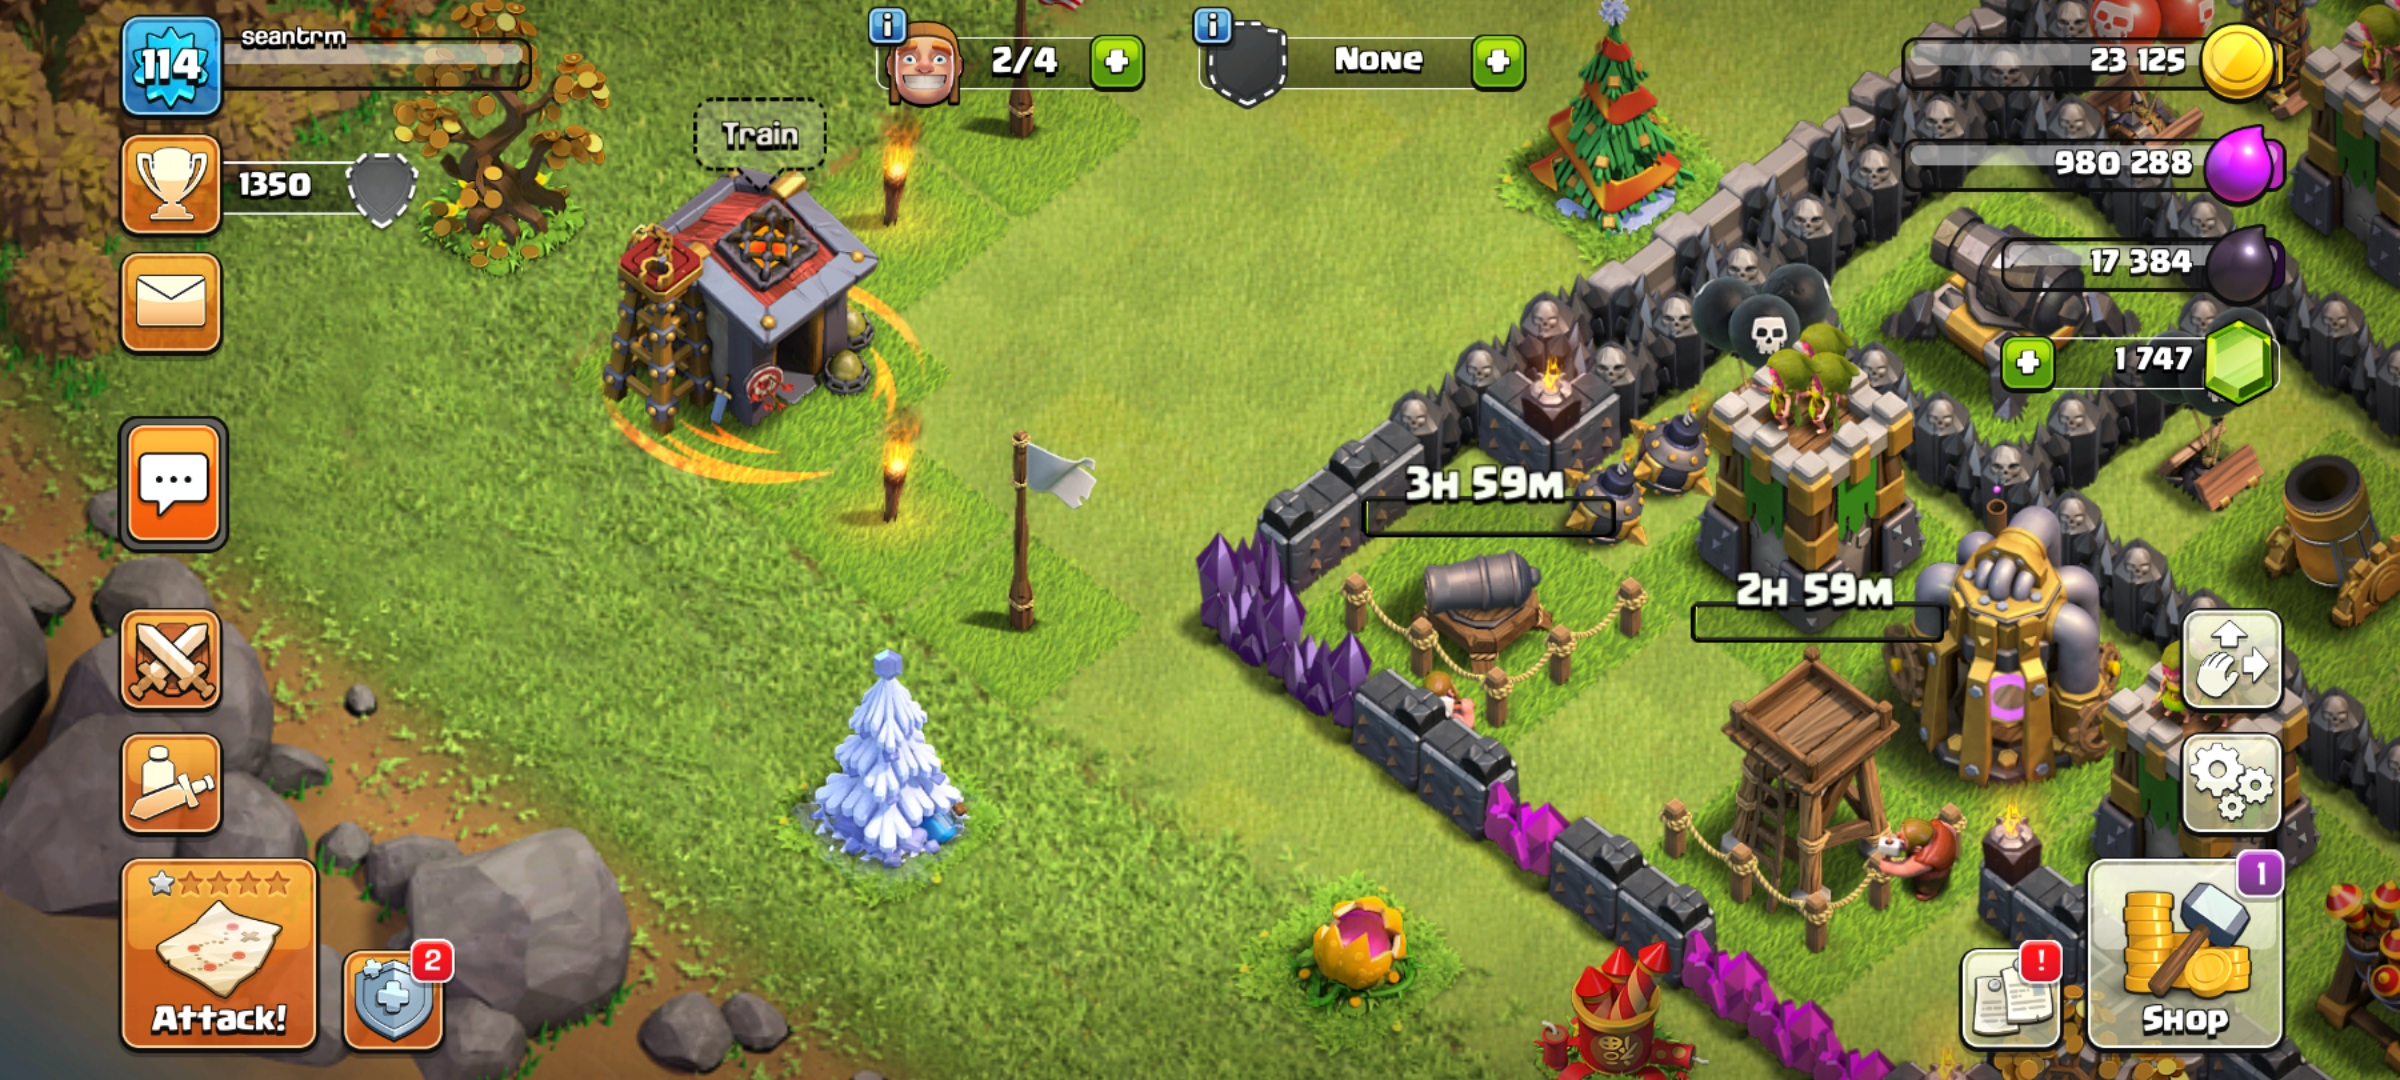 114
seantrm
2/4
None
23 125
Train
980 288
1350
17 384
1 747
3H 59M
2H 59M
1
2
!
Attack!
Shop